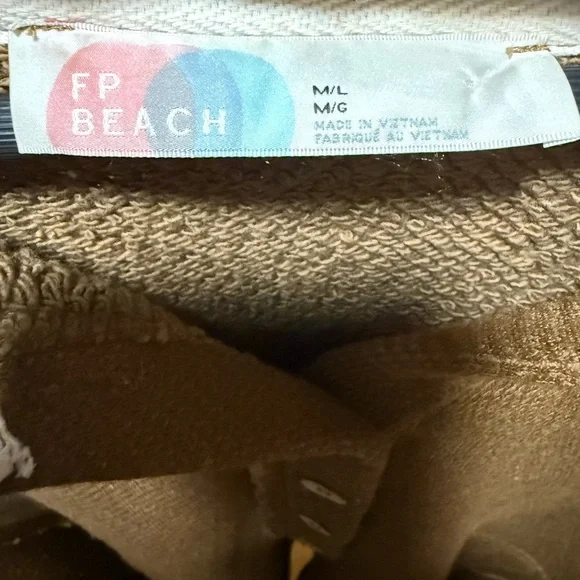 FP
BEACH
M/L
M/G
MADE IN VIETNAM
FABRIQUÉ AU VIETNAM